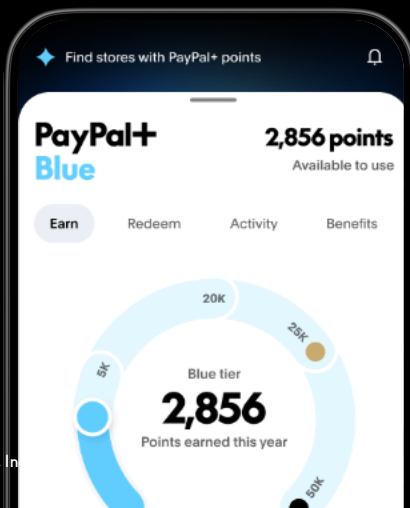 Find stores with PayPal+ points
PayPal+
Blue
2,856 points
Available to use
Earn
Redeem
Activity
Benefits
20K
25K
5K
Blue tier
2,856
Points earned this year
In
50K